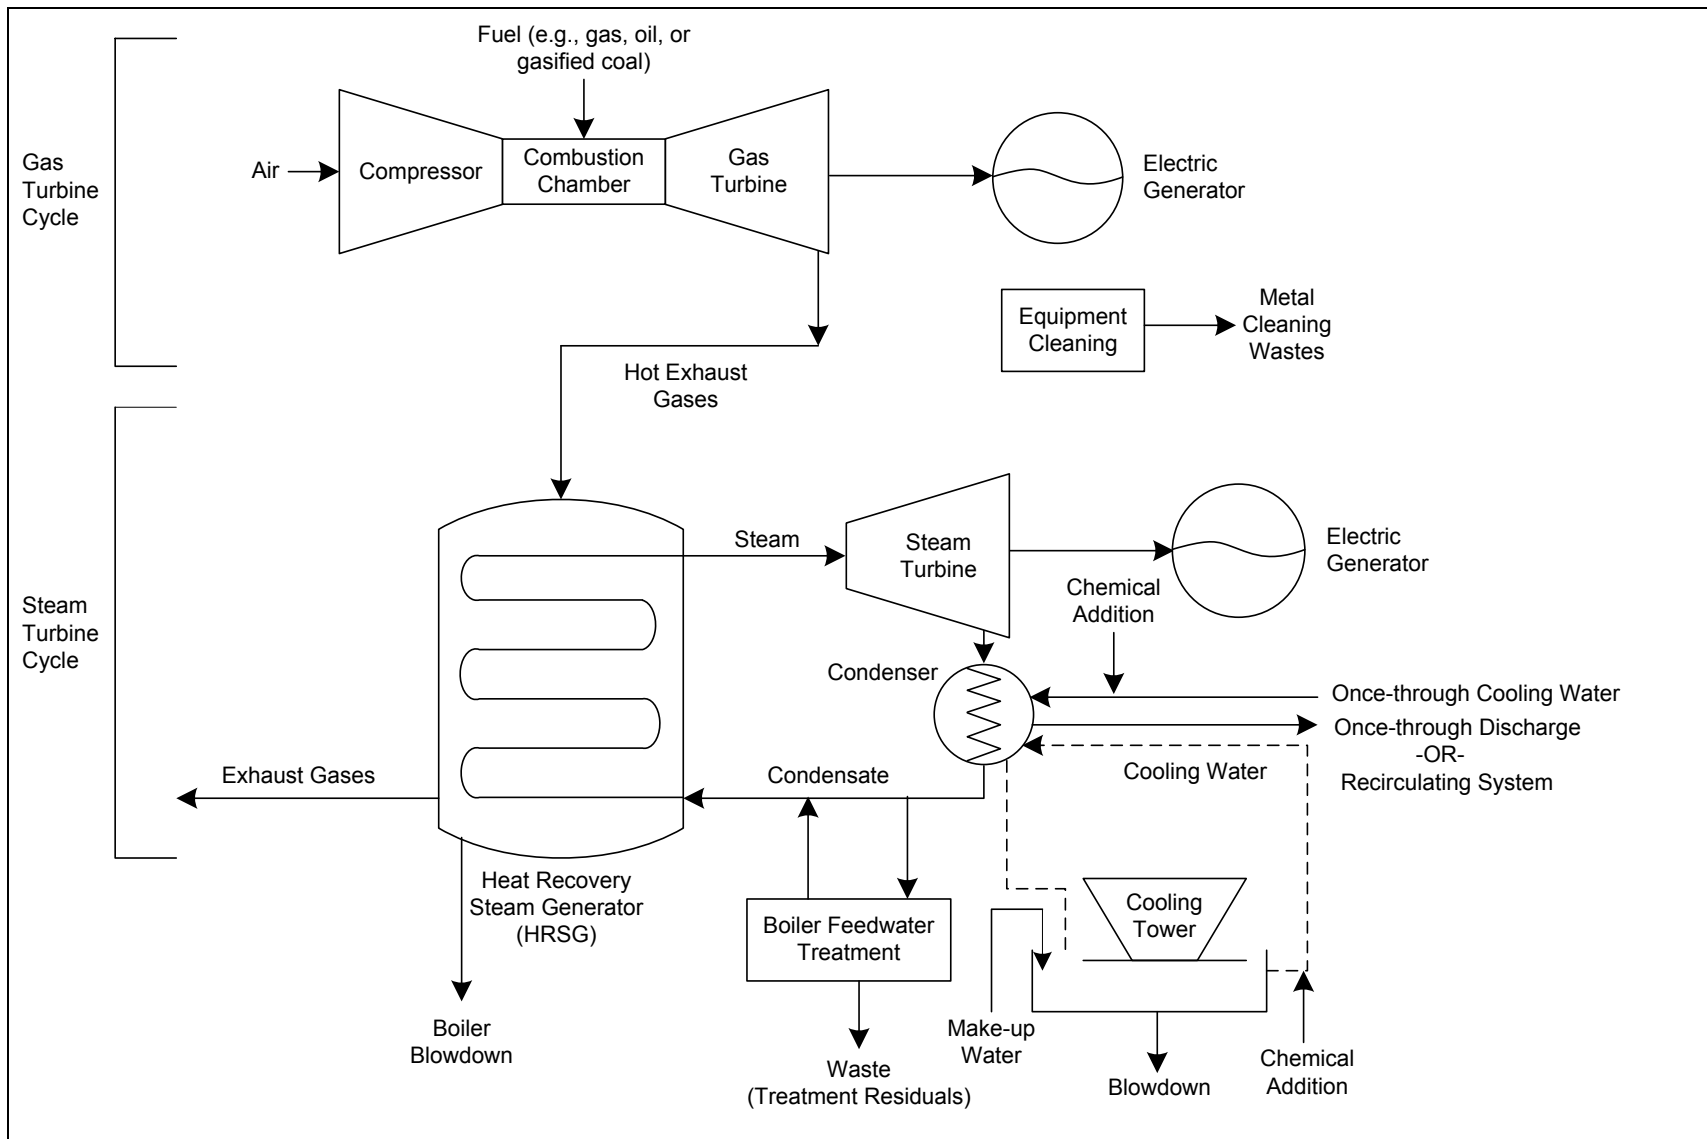 Fuel (e.g., gas, oil, or
gasified coal)
Gas
Turbine
Cycle
Air
Compressor
Combustion
Chamber
Gas
Turbine
Electric
Generator
Equipment
Cleaning
Metal
Cleaning
Wastes
Hot Exhaust
Gases
Steam
Turbine
Cycle
Steam
Steam
Turbine
Electric
Generator
Chemical
Addition
Condenser
Once-through Cooling Water
Once-through Discharge
-OR-
Recirculating System
Cooling Water
Exhaust Gases
Condensate
Heat Recovery
Steam Generator
(HRSG)
Boiler Feedwater
Treatment
Cooling
Tower
Boiler
Blowdown
Waste
(Treatment Residuals)
Make-up
Water
Blowdown
Chemical
Addition